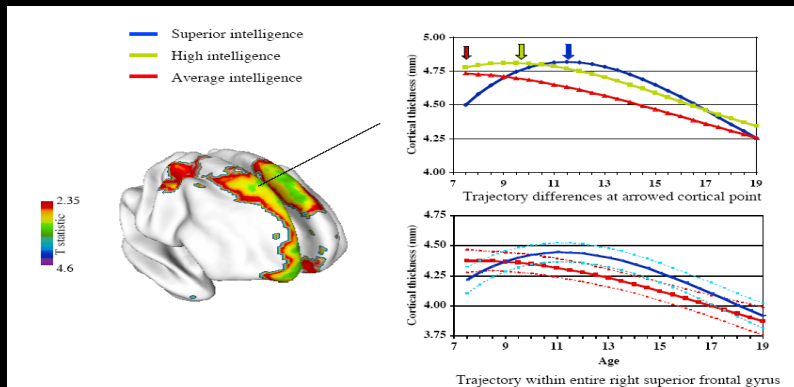 Superior intelligence
High intelligence
Average intelligence
2.35
T statistic
4.6
5.00
4.75
4.50
4.25
4.00
Cortical thickness (mm)
7 9 11 13 15 17 19
Trajectory differences at arrowed cortical point
4.75
4.50
4.25
4.00
3.75
Cortical thickness (mm)
7 9 11 13 15 17 19
Age
Trajectory within entire right superior frontal gyrus